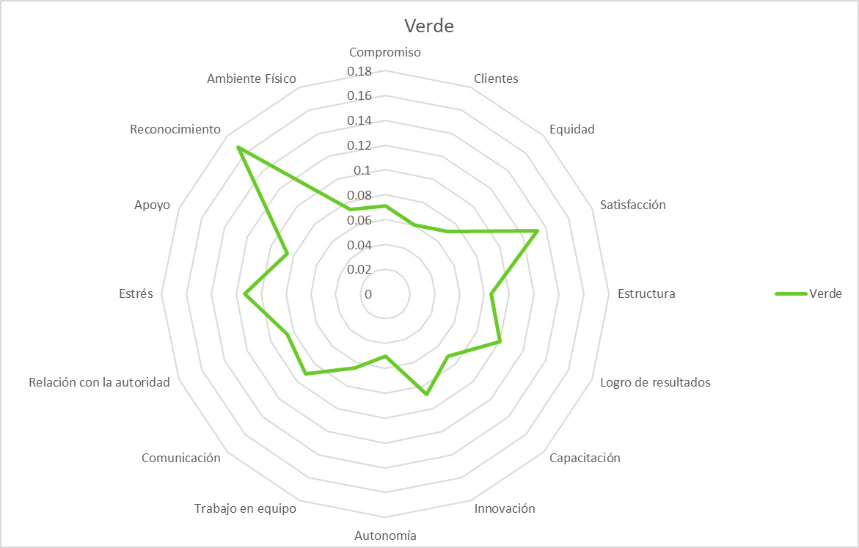 Verde
Compromiso
Ambiente Físico
Clientes
Reconocimiento
Equidad
Apoyo
Satisfacción
Estrés
Estructura
Relación con la autoridad
Logro de resultados
Comunicación
Capacitación
Trabajo en equipo
Innovación
Autonomía
0.18
0.16
0.14
0.12
0.1
0.08
0.06
0.04
0.02
0
Verde